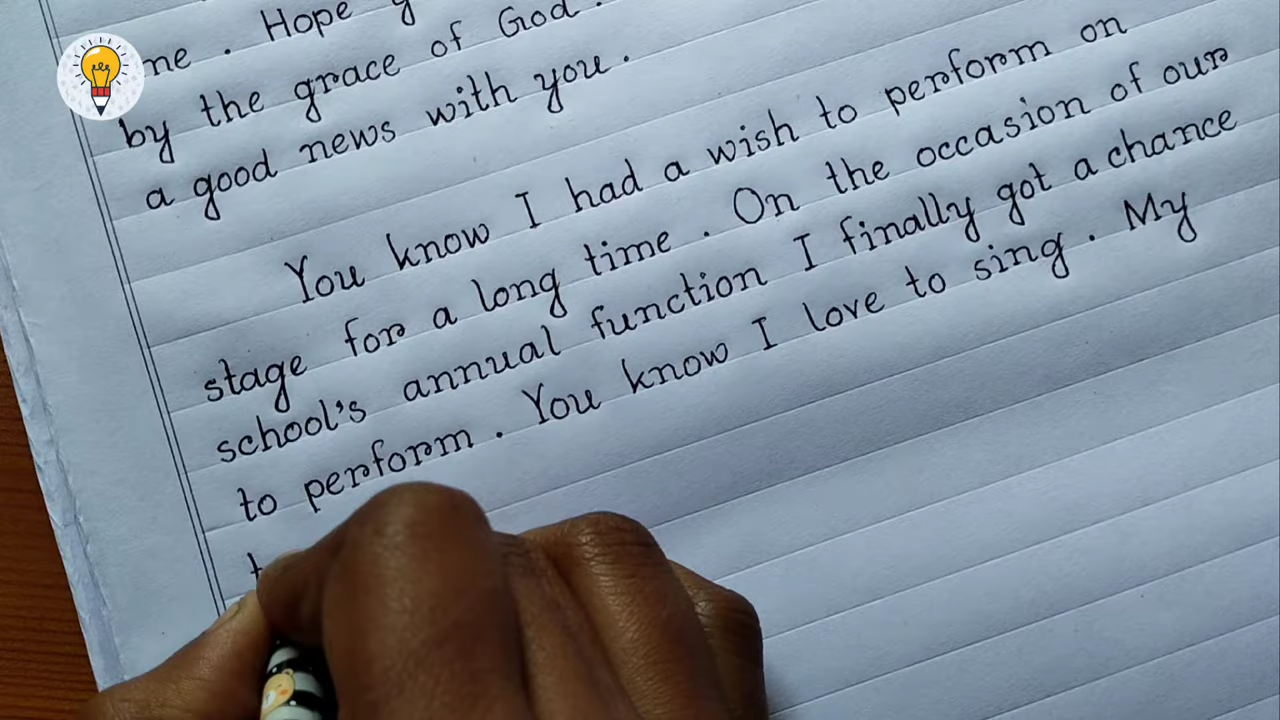 me. Hope
by the grace of God.
a good news with you.
You know I had a wish to perform on
stage for a long time. On the occasion of our
school's annual function I finally got a chance
to perform. You know I love to sing. My